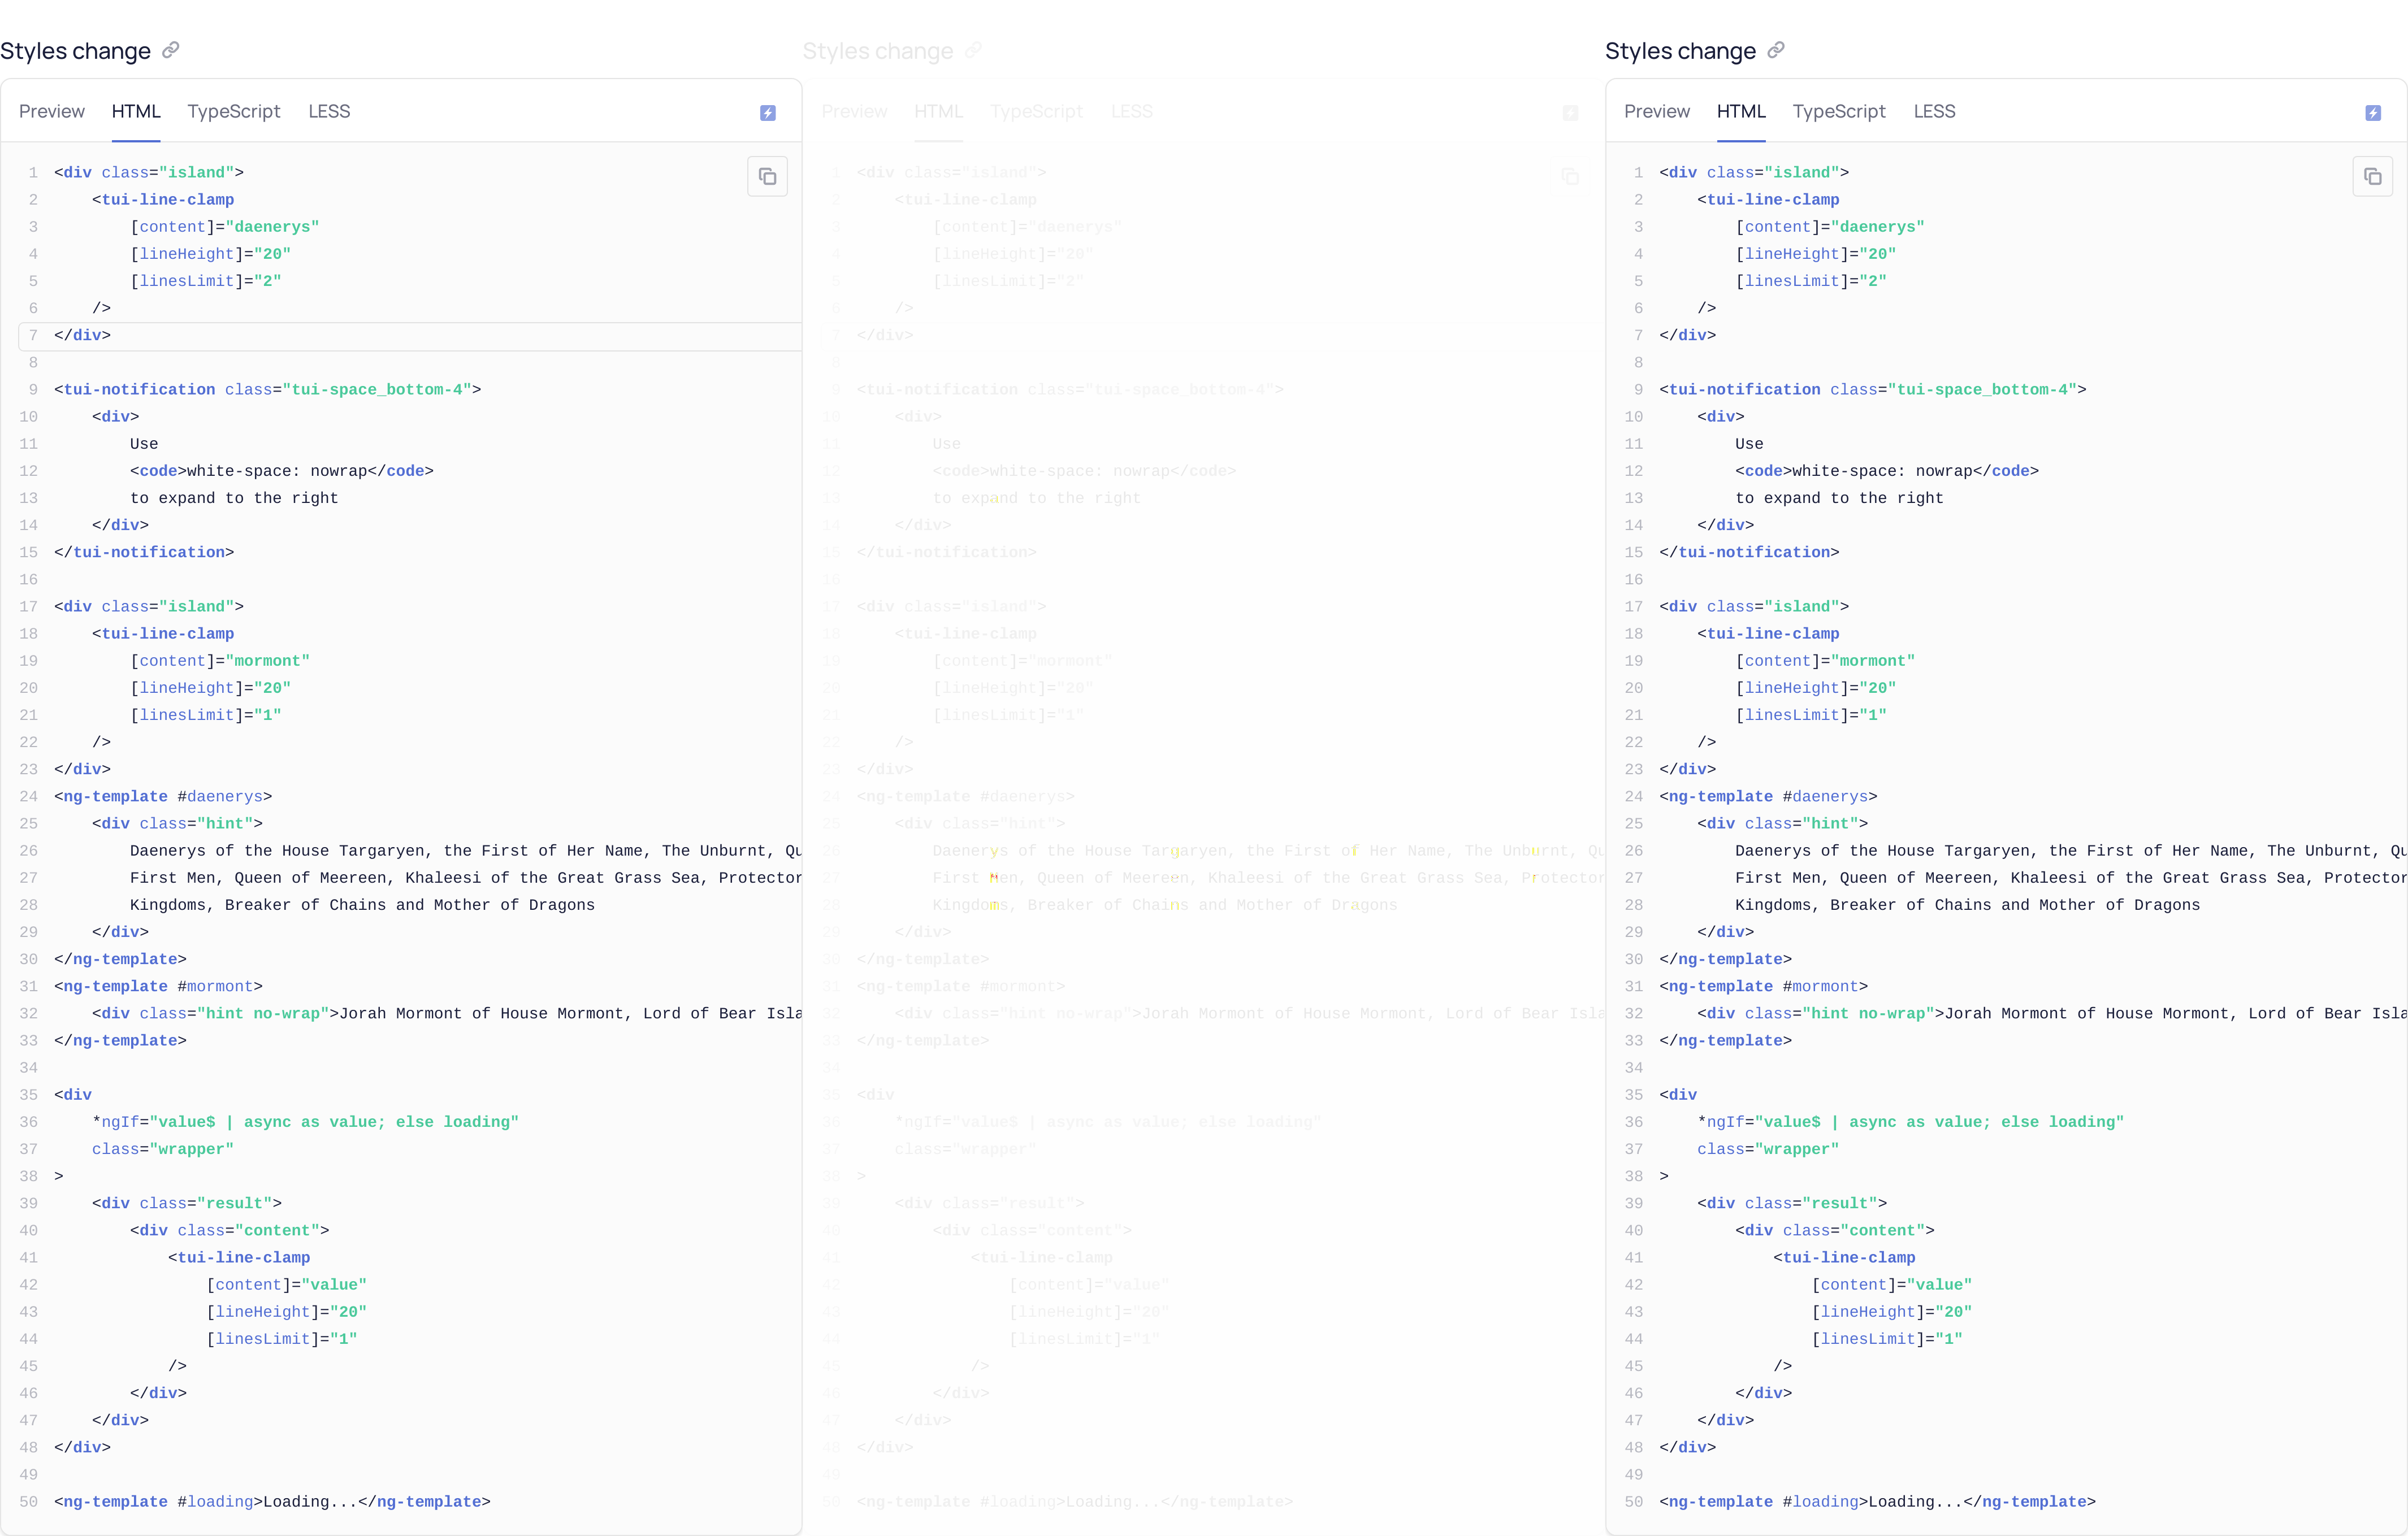 Styles change
Preview HTML TypeScript LESS
1 <div class="island">
2 <tui-line-clamp
3 [content]="daenerys"
4 [lineHeight]="20"
5 [linesLimit]="2"
6 />
7 </div>
8
9 <tui-notification class="tui-space_bottom-4">
10 <div>
11 Use
12 <code>white-space: nowrap</code>
13 to expand to the right
14 </div>
15 </tui-notification>
16
17 <div class="island">
18 <tui-line-clamp
19 [content]="mormont"
20 [lineHeight]="20"
21 [linesLimit]="1"
22 />
23 </div>
24 <ng-template #daenerys>
25 <div class="hint">
26 Daenerys of the House Targaryen, the First of Her Name, The Unburnt, Qu
27 First Men, Queen of Meereen, Khaleesi of the Great Grass Sea, Protector
28 Kingdoms, Breaker of Chains and Mother of Dragons
29 </div>
30 </ng-template>
31 <ng-template #mormont>
32 <div class="hint no-wrap">Jorah Mormont of House Mormont, Lord of Bear Isla
33 </ng-template>
34
35 <div
36 *ngIf="value$ | async as value; else loading"
37 class="wrapper"
38 >
39 <div class="result">
40 <div class="content">
41 <tui-line-clamp
42 [content]="value"
43 [lineHeight]="20"
44 [linesLimit]="1"
45 />
46 </div>
47 </div>
48 </div>
49
50 <ng-template #loading>Loading...</ng-template>
Styles change
Preview HTML TypeScript LESS
1 <div class="island">
2 <tui-line-clamp
3 [content]="daenerys"
4 [lineHeight]="20"
5 [linesLimit]="2"
6 />
7 </div>
8
9 <tui-notification class="tui-space_bottom-4">
10 <div>
11 Use
12 <code>white-space: nowrap</code>
13 to expand to the right
14 </div>
15 </tui-notification>
16
17 <div class="island">
18 <tui-line-clamp
19 [content]="mormont"
20 [lineHeight]="20"
21 [linesLimit]="1"
22 />
23 </div>
24 <ng-template #daenerys>
25 <div class="hint">
26 Daenerys of the House Targaryen, the First of Her Name, The Unburnt, Qu
27 First Men, Queen of Meereen, Khaleesi of the Great Grass Sea, Protector
28 Kingdoms, Breaker of Chains and Mother of Dragons
29 </div>
30 </ng-template>
31 <ng-template #mormont>
32 <div class="hint no-wrap">Jorah Mormont of House Mormont, Lord of Bear Isla
33 </ng-template>
34
35 <div
36 *ngIf="value$ | async as value; else loading"
37 class="wrapper"
38 >
39 <div class="result">
40 <div class="content">
41 <tui-line-clamp
42 [content]="value"
43 [lineHeight]="20"
44 [linesLimit]="1"
45 />
46 </div>
47 </div>
48 </div>
49
50 <ng-template #loading>Loading...</ng-template>
Styles change
Preview HTML TypeScript LESS
1 <div class="island">
2 <tui-line-clamp
3 [content]="daenerys"
4 [lineHeight]="20"
5 [linesLimit]="2"
6 />
7 </div>
8
9 <tui-notification class="tui-space_bottom-4">
10 <div>
11 Use
12 <code>white-space: nowrap</code>
13 to expand to the right
14 </div>
15 </tui-notification>
16
17 <div class="island">
18 <tui-line-clamp
19 [content]="mormont"
20 [lineHeight]="20"
21 [linesLimit]="1"
22 />
23 </div>
24 <ng-template #daenerys>
25 <div class="hint">
26 Daenerys of the House Targaryen, the First of Her Name, The Unburnt, Qu
27 First Men, Queen of Meereen, Khaleesi of the Great Grass Sea, Protector
28 Kingdoms, Breaker of Chains and Mother of Dragons
29 </div>
30 </ng-template>
31 <ng-template #mormont>
32 <div class="hint no-wrap">Jorah Mormont of House Mormont, Lord of Bear Isla
33 </ng-template>
34
35 <div
36 *ngIf="value$ | async as value; else loading"
37 class="wrapper"
38 >
39 <div class="result">
40 <div class="content">
41 <tui-line-clamp
42 [content]="value"
43 [lineHeight]="20"
44 [linesLimit]="1"
45 />
46 </div>
47 </div>
48 </div>
49
50 <ng-template #loading>Loading...</ng-template>